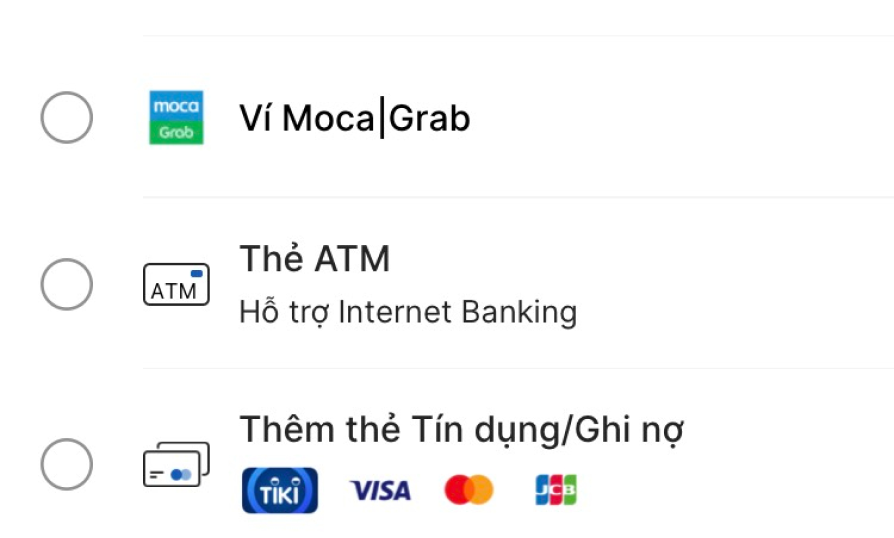 moca
Grab
Ví Moca|Grab
ATM
Thẻ ATM
Hỗ trợ Internet Banking
Thêm thẻ Tín dụng/Ghi nợ
TIKI VISA JCB